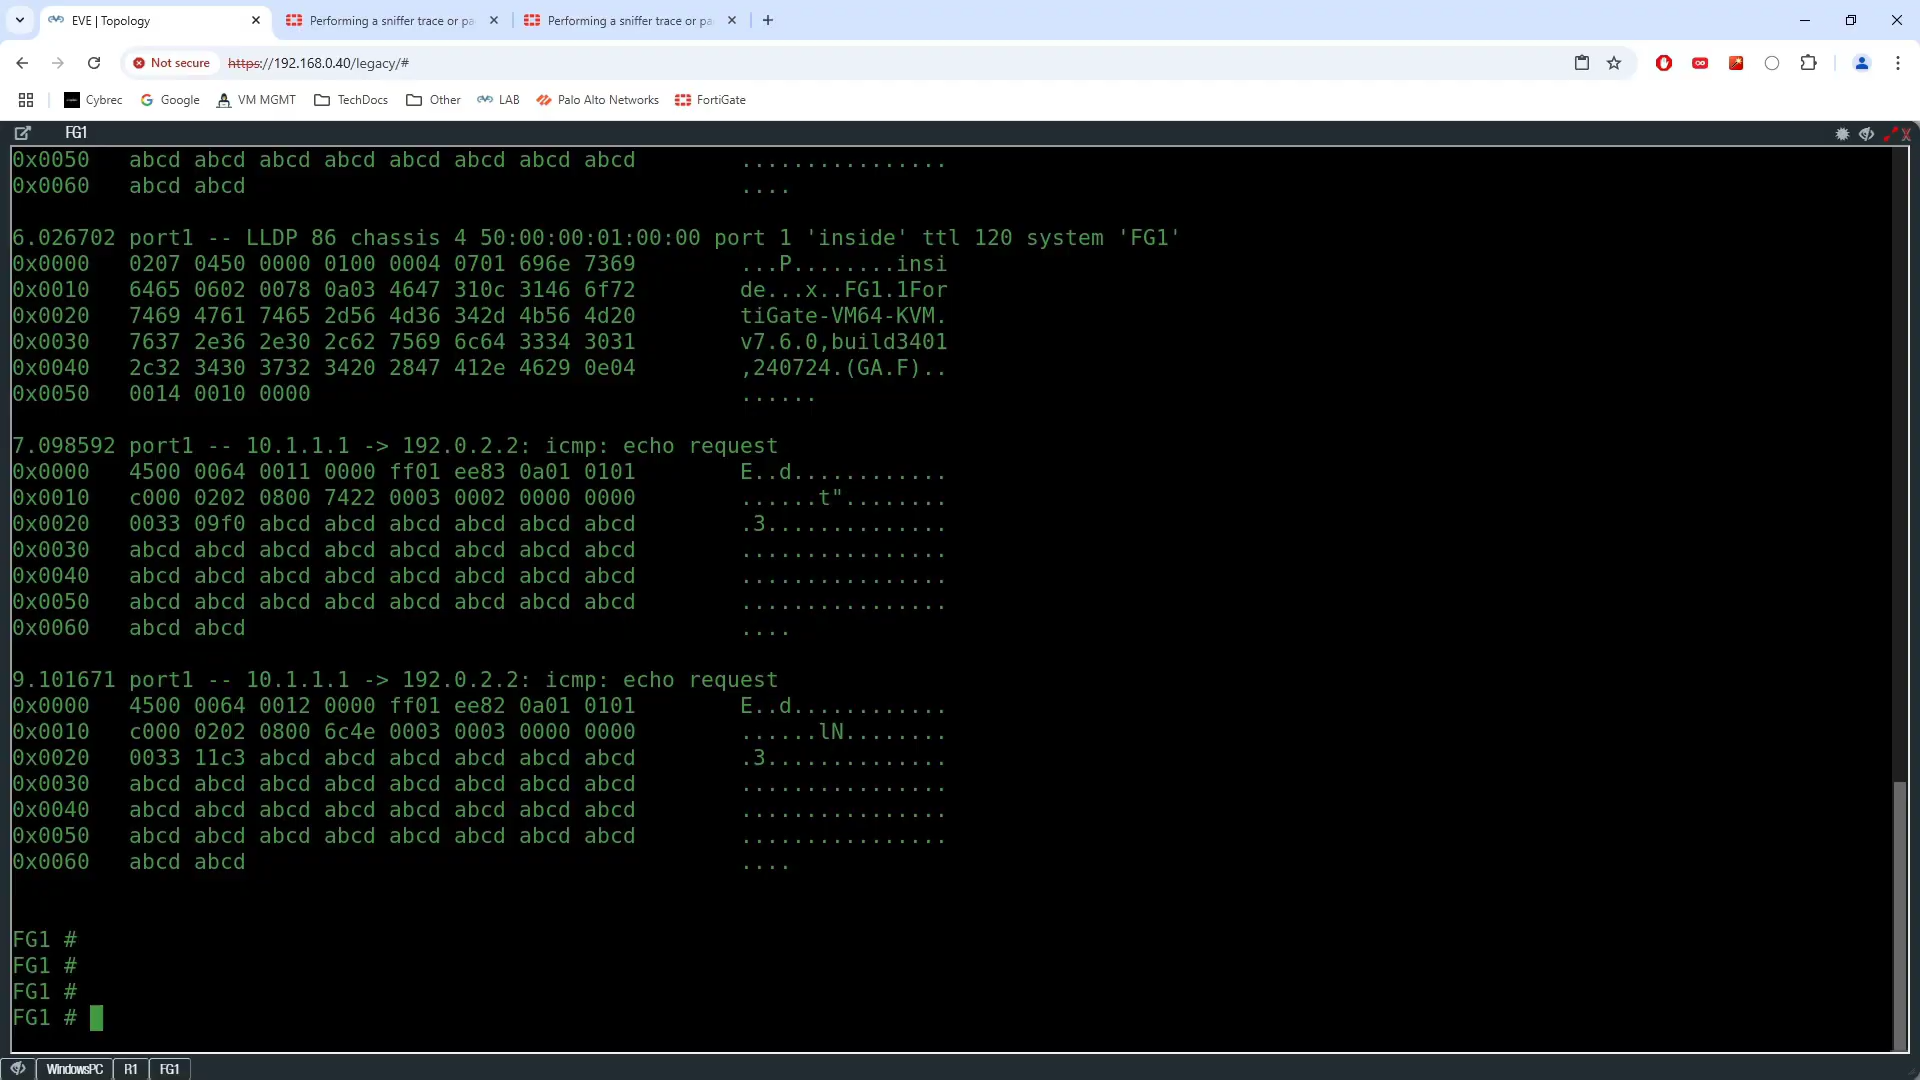 EVE | Topology
Performing a sniffer trace or pa
Performing a sniffer trace or pa
Not secure
https://192.168.0.40/legacy/#
Cybrec
Google
VM MGMT
TechDocs
Other
LAB
Palo Alto Networks
FortiGate
FG1
X
0x0050 abcd abcd abcd abcd abcd abcd abcd abcd ................
0x0060 abcd abcd ....
6.026702 port1 -- LLDP 86 chassis 4 50:00:00:01:00:00 port 1 'inside' ttl 120 system 'FG1'
0x0000 0207 0450 0000 0100 0004 0701 696e 7369 ...P........insi
0x0010 6465 0602 0078 0a03 4647 310c 3146 6f72 de...x..FG1.1For
0x0020 7469 4761 7465 2d56 4d36 342d 4b56 4d20 tiGate-VM64-KVM.
0x0030 7637 2e36 2e30 2c62 7569 6c64 3334 3031 v7.6.0,build3401
0x0040 2c32 3430 3732 3420 2847 412e 4629 0e04 ,240724.(GA.F)..
0x0050 0014 0010 0000 ......
7.098592 port1 -- 10.1.1.1 -> 192.0.2.2: icmp: echo request
0x0000 4500 0064 0011 0000 ff01 ee83 0a01 0101 E..d............
0x0010 c000 0202 0800 7422 0003 0002 0000 0000 ......t"........
0x0020 0033 09f0 abcd abcd abcd abcd abcd abcd .3..............
0x0030 abcd abcd abcd abcd abcd abcd abcd abcd ................
0x0040 abcd abcd abcd abcd abcd abcd abcd abcd ................
0x0050 abcd abcd abcd abcd abcd abcd abcd abcd ................
0x0060 abcd abcd ....
9.101671 port1 -- 10.1.1.1 -> 192.0.2.2: icmp: echo request
0x0000 4500 0064 0012 0000 ff01 ee82 0a01 0101 E..d............
0x0010 c000 0202 0800 6c4e 0003 0003 0000 0000 ......lN........
0x0020 0033 11c3 abcd abcd abcd abcd abcd abcd .3..............
0x0030 abcd abcd abcd abcd abcd abcd abcd abcd ................
0x0040 abcd abcd abcd abcd abcd abcd abcd abcd ................
0x0050 abcd abcd abcd abcd abcd abcd abcd abcd ................
0x0060 abcd abcd ....
FG1 #
FG1 #
FG1 #
FG1 #
WindowsPC
R1
FG1